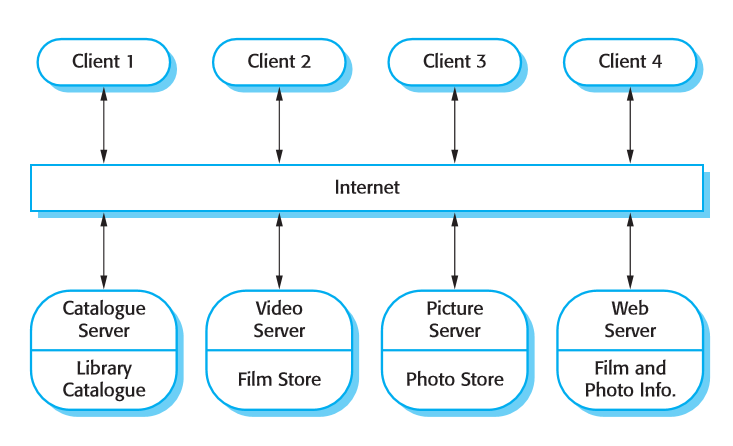 Client 1
Client 2
Client 3
Client 4
Internet
Catalogue
Server
Library
Catalogue
Video
Server
Film Store
Picture
Server
Photo Store
Web
Server
Film and
Photo Info.